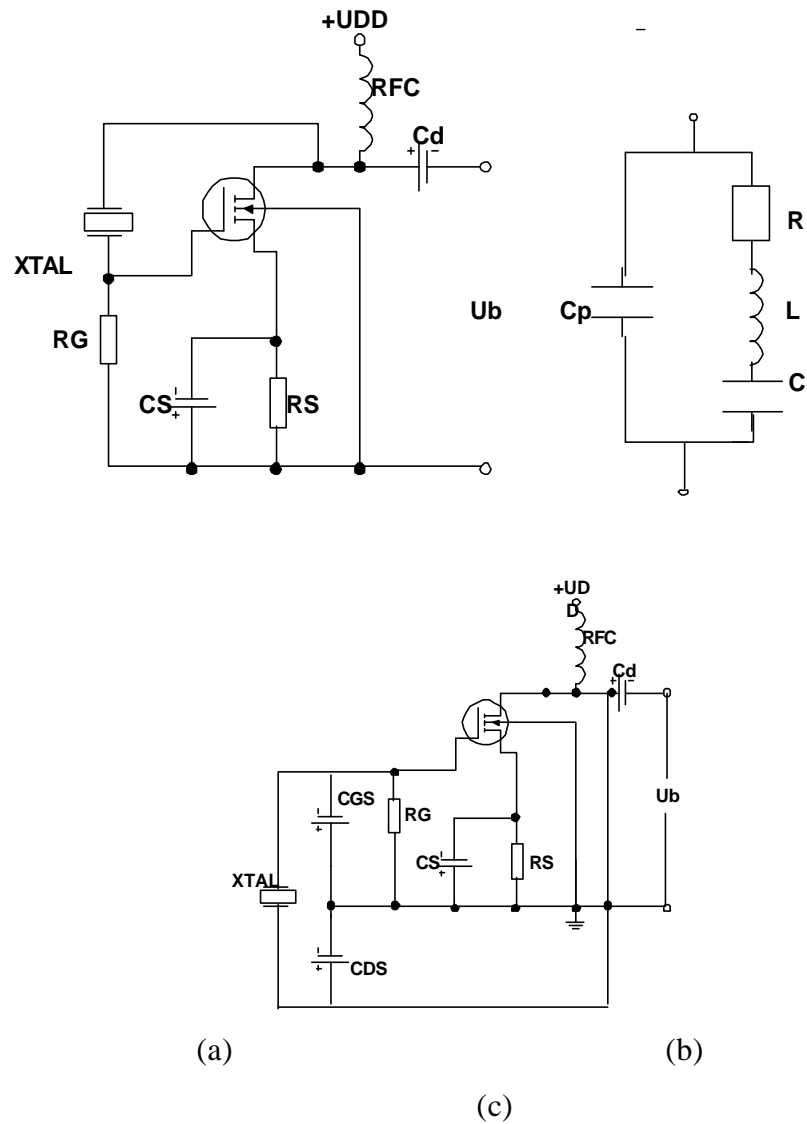 +UDD
RFC
Cd
XTAL
RG
CS
RS
Ub
Cp
R
L
C
+UD
D
RFC
Cd
CGS
RG
Ub
CS
RS
XTAL
CDS
(a)
(b)
(c)